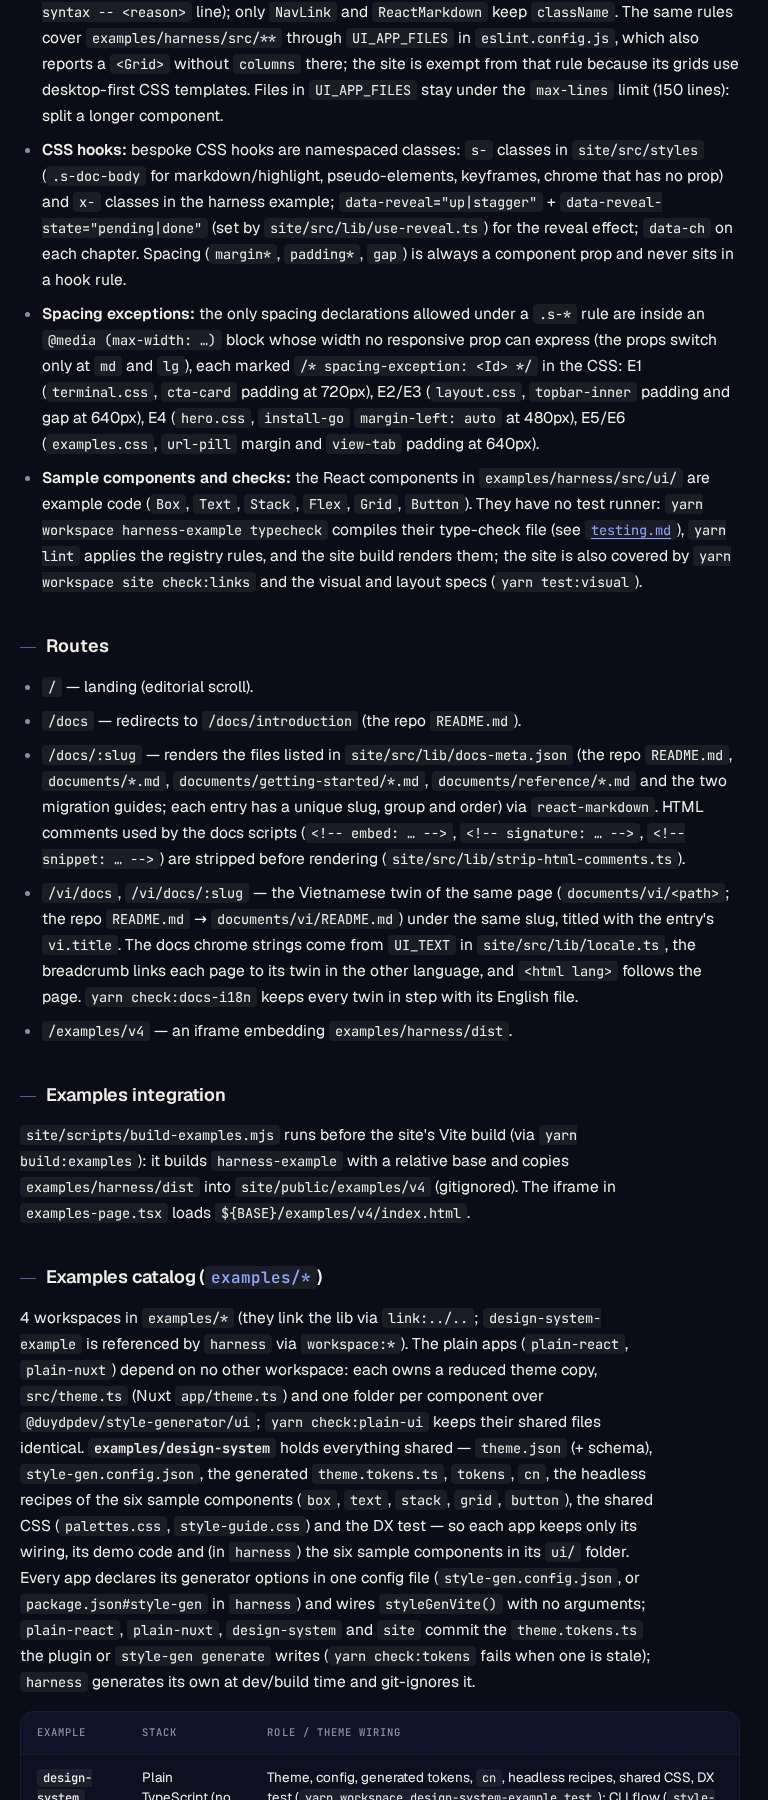 syntax -- <reason> line); only NavLink and ReactMarkdown keep className. The same rules
cover examples/harness/src/** through UI_APP_FILES in eslint.config.js, which also
reports a <Grid> without columns there; the site is exempt from that rule because its grids use
desktop-first CSS templates. Files in UI_APP_FILES stay under the max-lines limit (150 lines):
split a longer component.
CSS hooks: bespoke CSS hooks are namespaced classes: s- classes in site/src/styles
(.s-doc-body for markdown/highlight, pseudo-elements, keyframes, chrome that has no prop)
and x- classes in the harness example; data-reveal="up|stagger" + data-reveal-
state="pending|done" (set by site/src/lib/use-reveal.ts) for the reveal effect; data-ch on
each chapter. Spacing (margin*, padding*, gap) is always a component prop and never sits in
a hook rule.
Spacing exceptions: the only spacing declarations allowed under a .s-* rule are inside an
@media (max-width: …) block whose width no responsive prop can express (the props switch
only at md and lg), each marked /* spacing-exception: <Id> */ in the CSS: E1
(terminal.css, cta-card padding at 720px), E2/E3 (layout.css, topbar-inner padding and
gap at 640px), E4 (hero.css, install-go margin-left: auto at 480px), E5/E6
(examples.css, url-pill margin and view-tab padding at 640px).
Sample components and checks: the React components in examples/harness/src/ui/ are
example code (Box, Text, Stack, Flex, Grid, Button). They have no test runner: yarn
workspace harness-example typecheck compiles their type-check file (see testing.md), yarn
lint applies the registry rules, and the site build renders them; the site is also covered by yarn
workspace site check:links and the visual and layout specs (yarn test:visual).
— Routes
/ — landing (editorial scroll).
/docs — redirects to /docs/introduction (the repo README.md).
/docs/:slug — renders the files listed in site/src/lib/docs-meta.json (the repo README.md,
documents/*.md, documents/getting-started/*.md, documents/reference/*.md and the two
migration guides; each entry has a unique slug, group and order) via react-markdown. HTML
comments used by the docs scripts (<!-- embed: … -->, <!-- signature: … -->, <!--
snippet: … -->) are stripped before rendering (site/src/lib/strip-html-comments.ts).
/vi/docs, /vi/docs/:slug — the Vietnamese twin of the same page (documents/vi/<path>;
the repo README.md → documents/vi/README.md) under the same slug, titled with the entry's
vi.title. The docs chrome strings come from UI_TEXT in site/src/lib/locale.ts, the
breadcrumb links each page to its twin in the other language, and <html lang> follows the
page. yarn check:docs-i18n keeps every twin in step with its English file.
/examples/v4 — an iframe embedding examples/harness/dist.
— Examples integration
site/scripts/build-examples.mjs runs before the site's Vite build (via yarn
build:examples): it builds harness-example with a relative base and copies
examples/harness/dist into site/public/examples/v4 (gitignored). The iframe in
examples-page.tsx loads ${BASE}/examples/v4/index.html.
— Examples catalog (examples/*)
4 workspaces in examples/* (they link the lib via link:../..; design-system-
example is referenced by harness via workspace:*). The plain apps (plain-react,
plain-nuxt) depend on no other workspace: each owns a reduced theme copy,
src/theme.ts (Nuxt app/theme.ts) and one folder per component over
@duydpdev/style-generator/ui; yarn check:plain-ui keeps their shared files
identical. examples/design-system holds everything shared — theme.json (+ schema),
style-gen.config.json, the generated theme.tokens.ts, tokens, cn, the headless
recipes of the six sample components (box, text, stack, grid, button), the shared
CSS (palettes.css, style-guide.css) and the DX test — so each app keeps only its
wiring, its demo code and (in harness) the six sample components in its ui/ folder.
Every app declares its generator options in one config file (style-gen.config.json, or
package.json#style-gen in harness) and wires styleGenVite() with no arguments;
plain-react, plain-nuxt, design-system and site commit the theme.tokens.ts
the plugin or style-gen generate writes (yarn check:tokens fails when one is stale);
harness generates its own at dev/build time and git-ignores it.
EXAMPLE STACK ROLE / THEME WIRING
design- Plain Theme, config, generated tokens, cn, headless recipes, shared CSS, DX
system TypeScript (no test (yarn workspace design-system-example test); CLI flow (style-